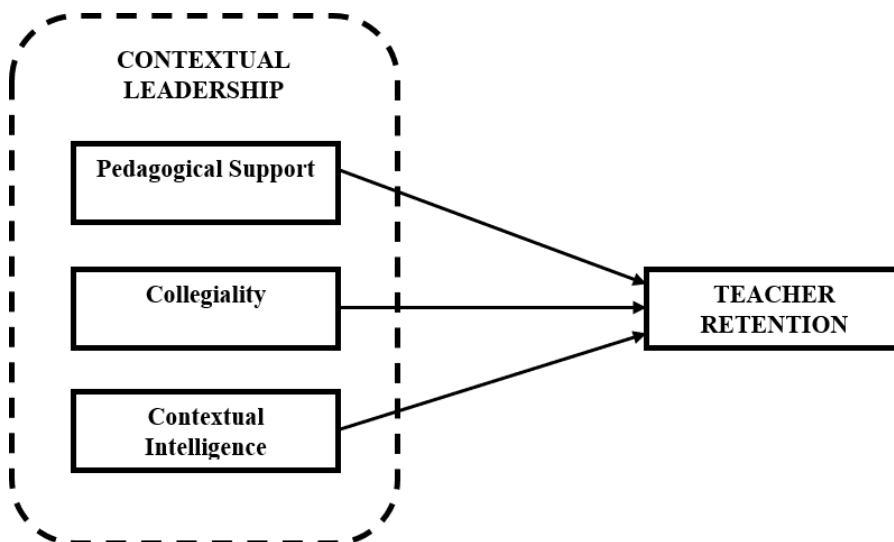 CONTEXTUAL
LEADERSHIP
Pedagogical Support
Collegiality
Contextual
Intelligence
TEACHER
RETENTION